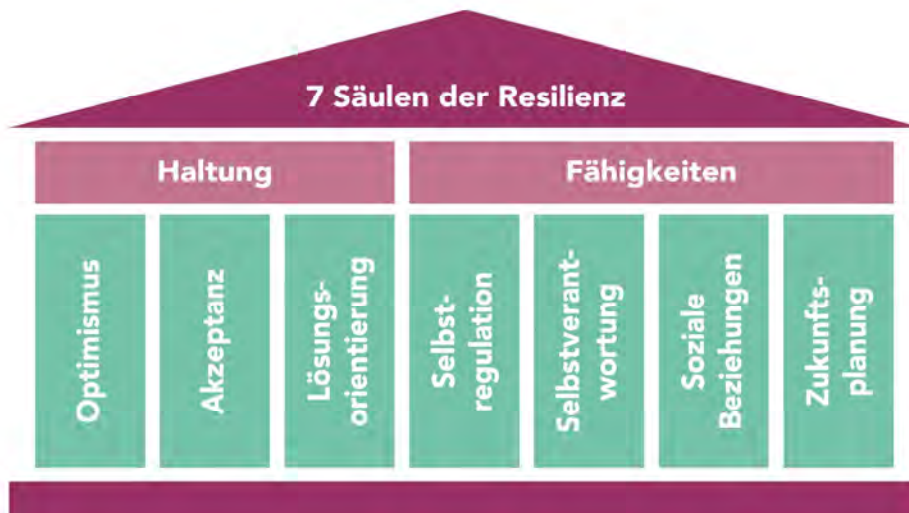 7 Säulen der Resilienz
Haltung
Fähigkeiten
Optimismus
Akzeptanz
Lösungs-
orientierung
Selbst-
regulation
Selbstverant-
wortung
Soziale
Beziehungen
Zukunfts-
planung